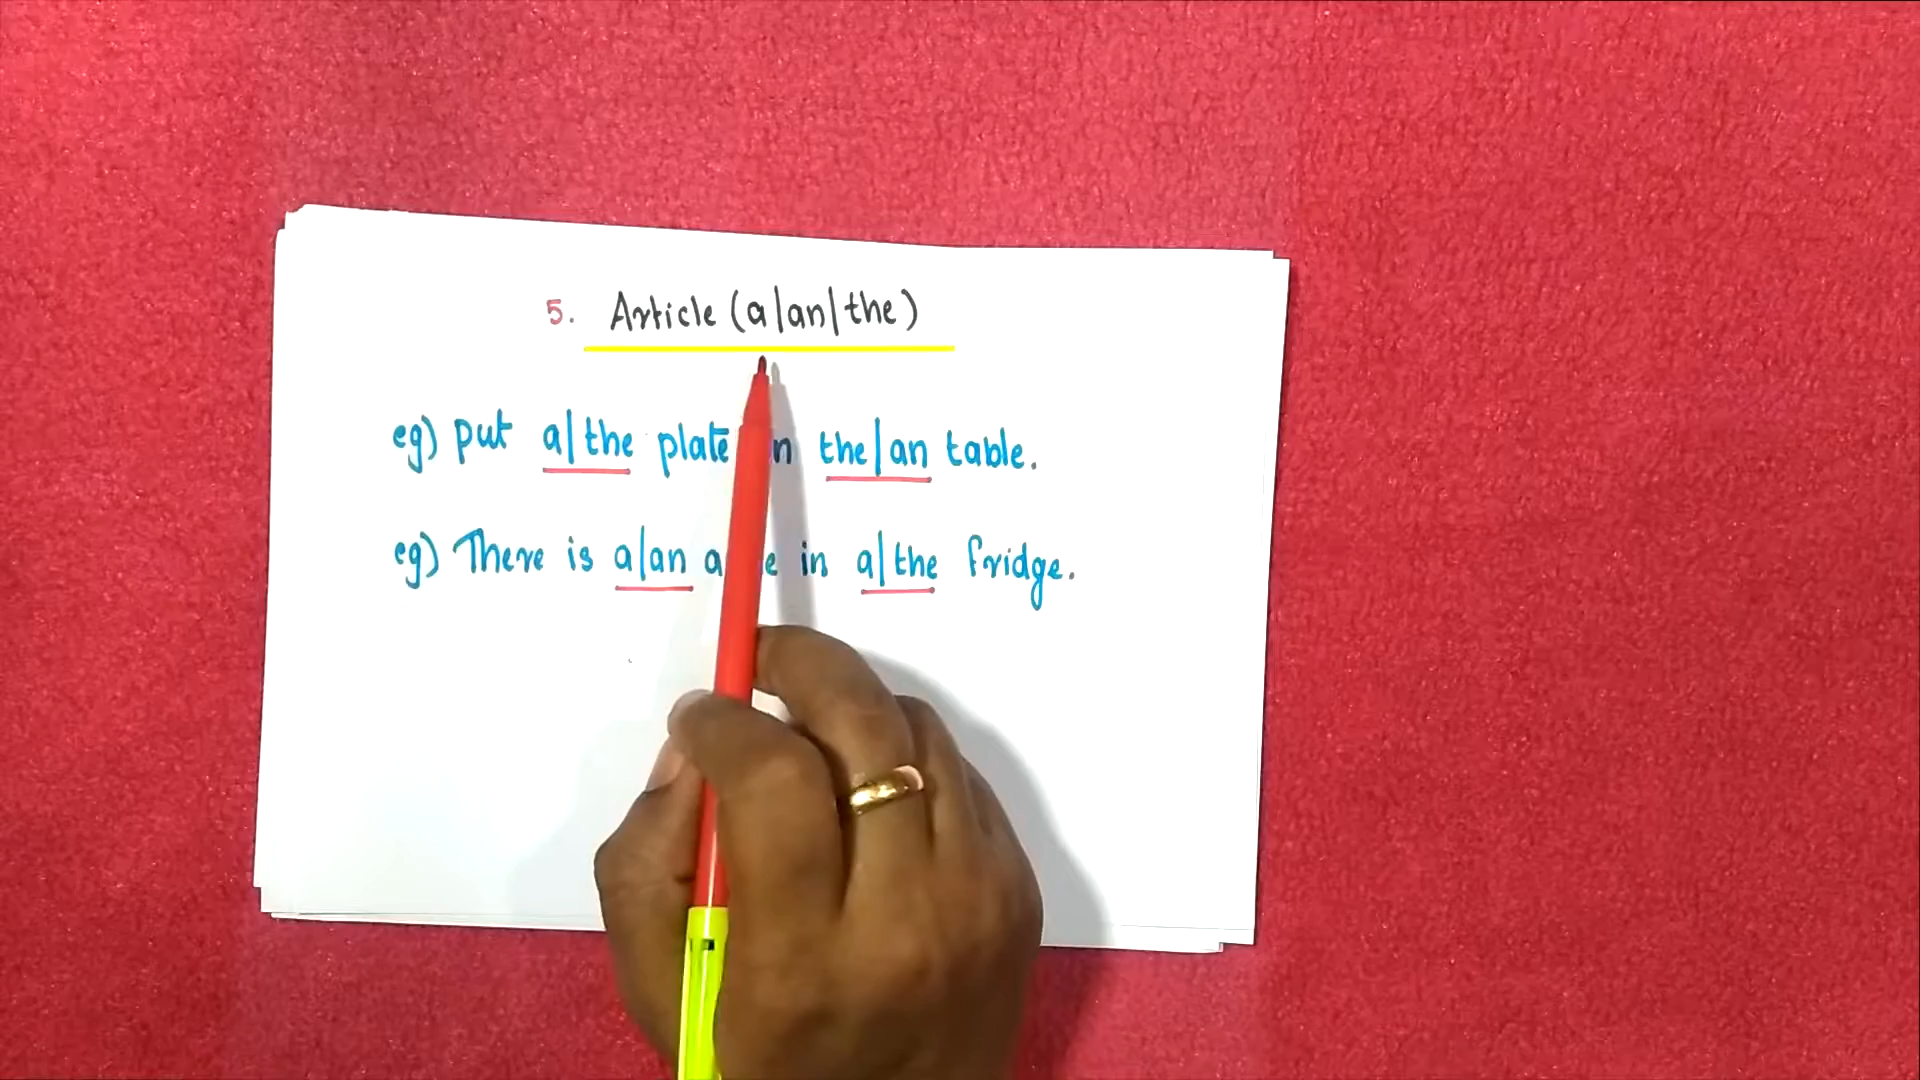 5. Article (a|an|the)
eg) put a|the plate n the|an table.
eg) There is a|an in a|the fridge.